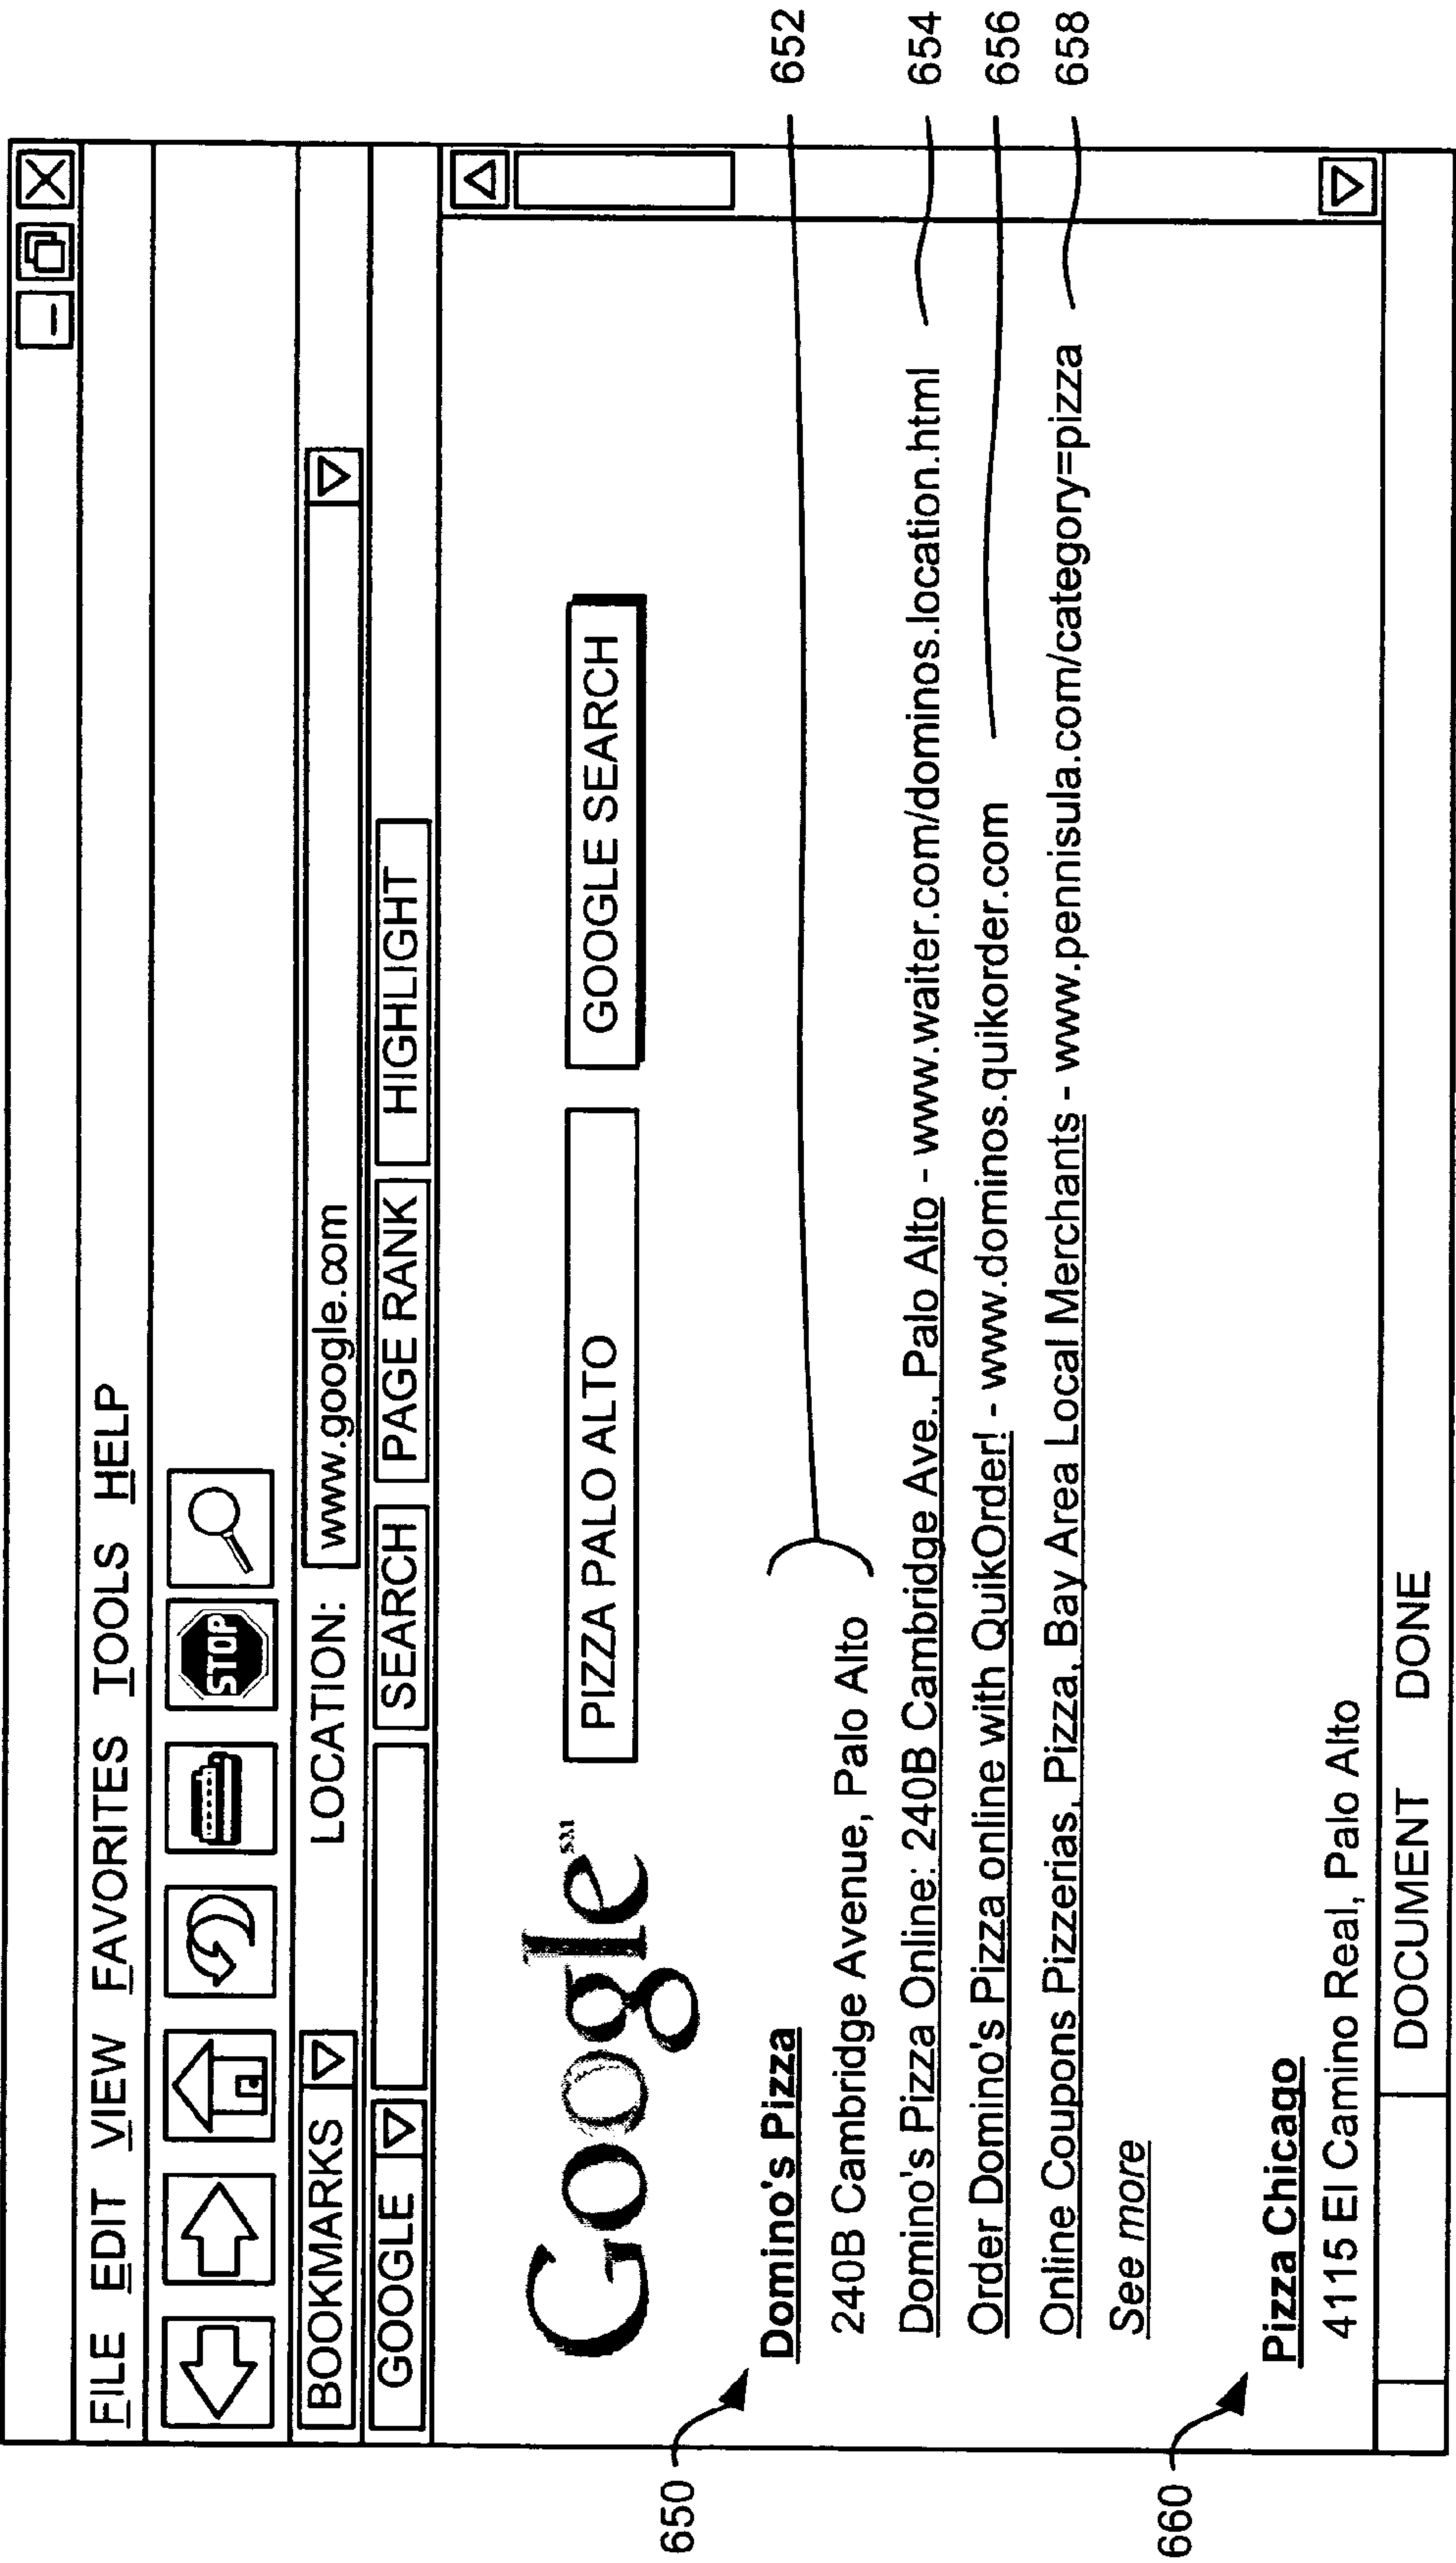 FILE EDIT VIEW FAVORITES TOOLS HELP
STOP
BOOKMARKS LOCATION: www.google.com
GOOGLE SEARCH PAGE RANK HIGHLIGHT
Google SM PIZZA PALO ALTO GOOGLE SEARCH
650
Domino's Pizza
240B Cambridge Avenue, Palo Alto 652
Domino's Pizza Online: 240B Cambridge Ave., Palo Alto - www.waiter.com/dominos.location.html 654
Order Domino's Pizza online with QuikOrder! - www.dominos.quikorder.com 656
Online Coupons Pizzerias, Pizza, Bay Area Local Merchants - www.pennisula.com/category=pizza 658
See more
660
Pizza Chicago
4115 El Camino Real, Palo Alto
DOCUMENT DONE